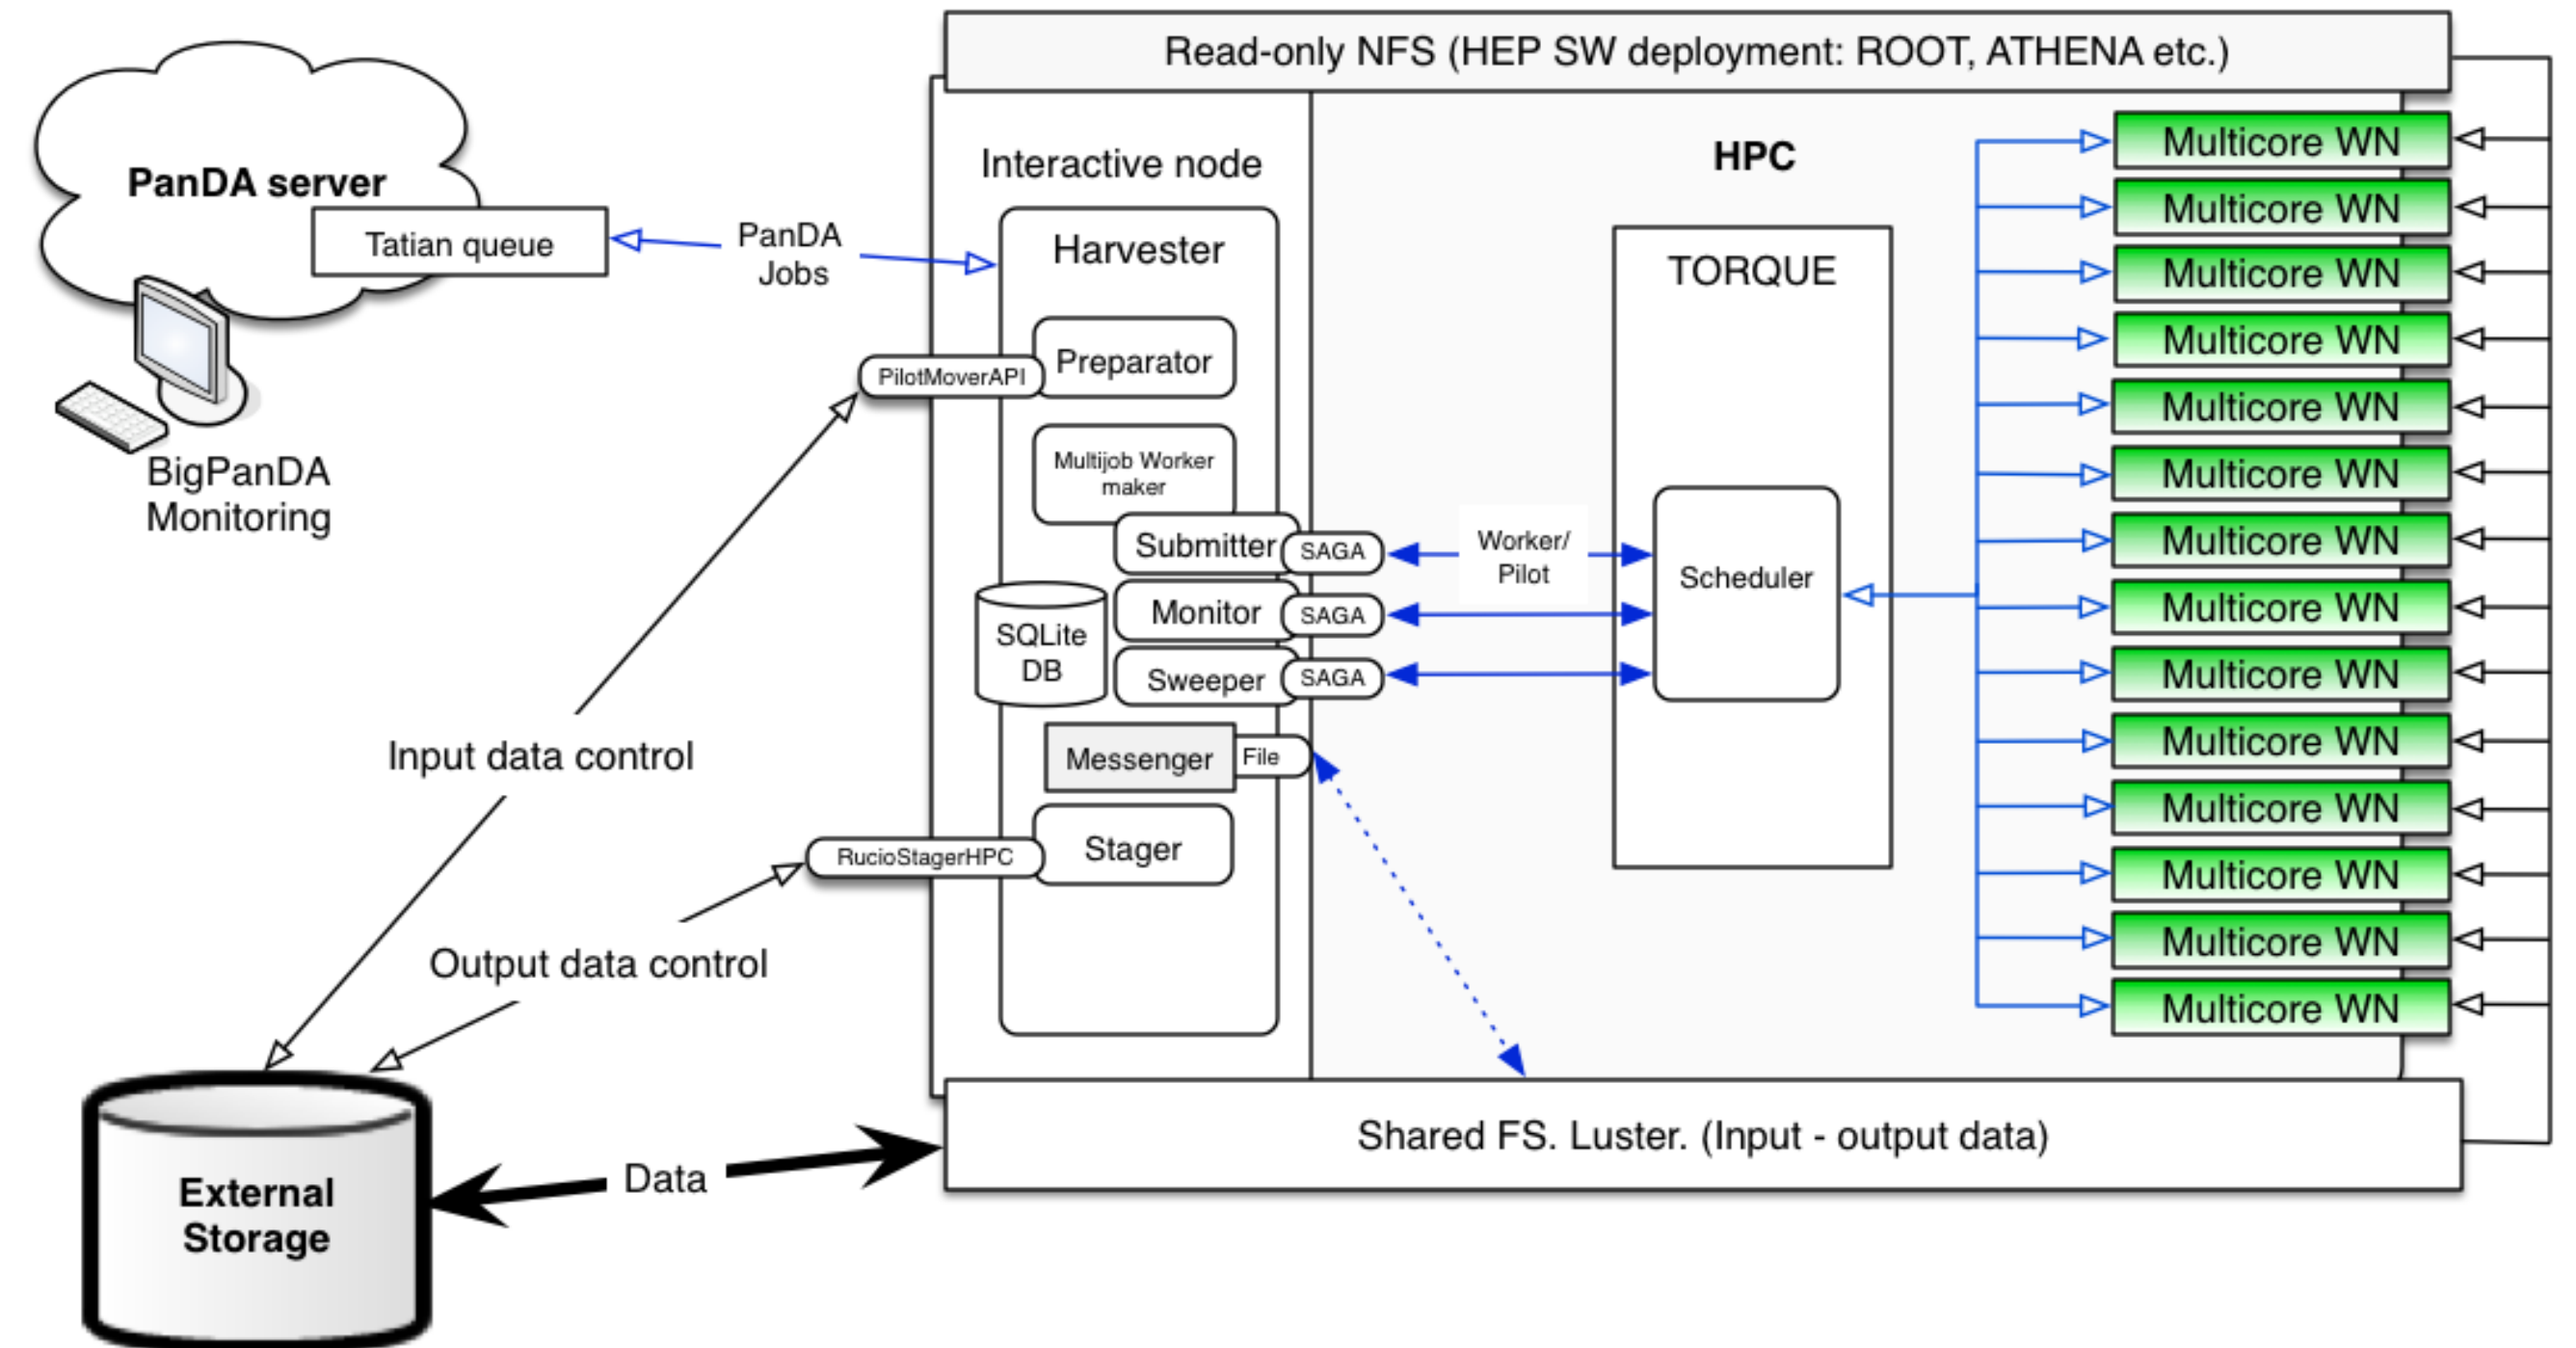 Read-only NFS (HEP SW deployment: ROOT, ATHENA etc.)
PanDA server
Tatian queue
BigPanDA
Monitoring
PanDA
Jobs
Interactive node
Harvester
Preparator
PilotMoverAPI
Multijob Worker
maker
Submitter
SAGA
Monitor
SAGA
Sweeper
SAGA
SQLite
DB
Messenger
File
Stager
RucioStagerHPC
Worker/
Pilot
HPC
TORQUE
Scheduler
Multicore WN
Multicore WN
Multicore WN
Multicore WN
Multicore WN
Multicore WN
Multicore WN
Multicore WN
Multicore WN
Multicore WN
Multicore WN
Multicore WN
Multicore WN
Multicore WN
Input data control
Output data control
External
Storage
Data
Shared FS. Luster. (Input - output data)